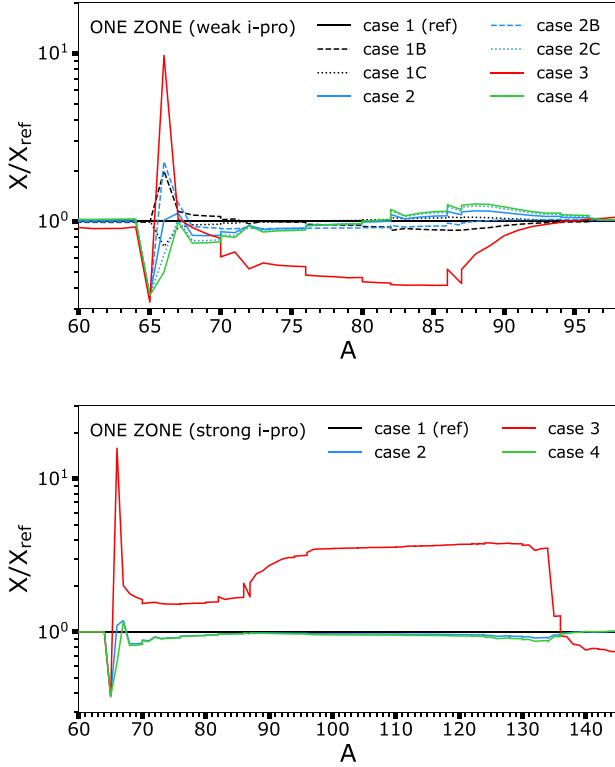 ONE ZONE (weak i-pro)
case 1 (ref)
case 1B
case 1C
case 2
case 2B
case 2C
case 3
case 4
X/Xref
10¹
10⁰
60 65 70 75 80 85 90 95
A
ONE ZONE (strong i-pro)
case 1 (ref)
case 2
case 3
case 4
X/Xref
10¹
10⁰
60 70 80 90 100 110 120 130 140
A